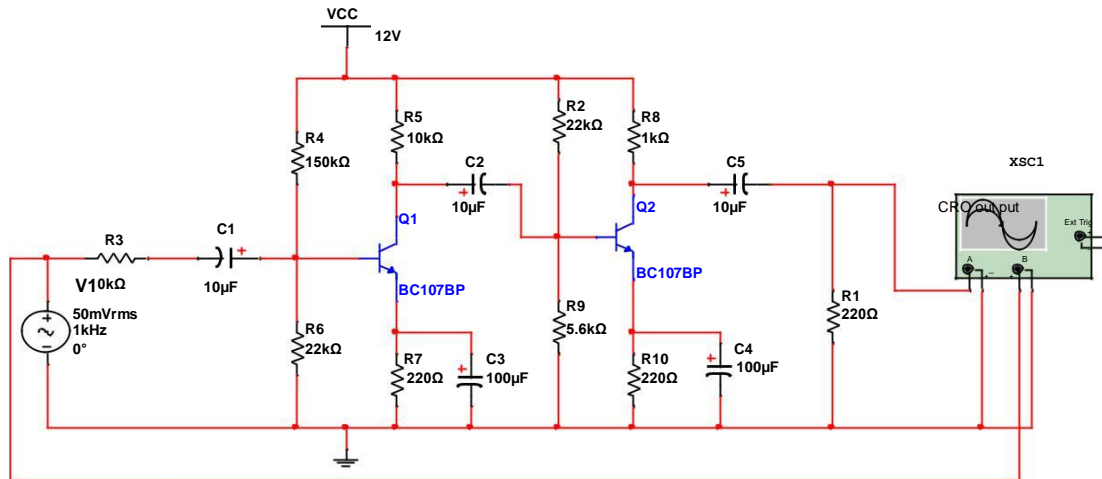 VCC
12V
R4
150kΩ
R5
10kΩ
R2
22kΩ
R8
1kΩ
C2
10µF
C5
10µF
XSC1
CRO output
Ext Trig
+
A
B
+
−
+
Q1
BC107BP
Q2
BC107BP
R3
10kΩ
C1
+
10µF
V1
50mVrms
1kHz
0°
R6
22kΩ
R7
220Ω
C3
100µF
R9
5.6kΩ
R10
220Ω
C4
100µF
R1
220Ω